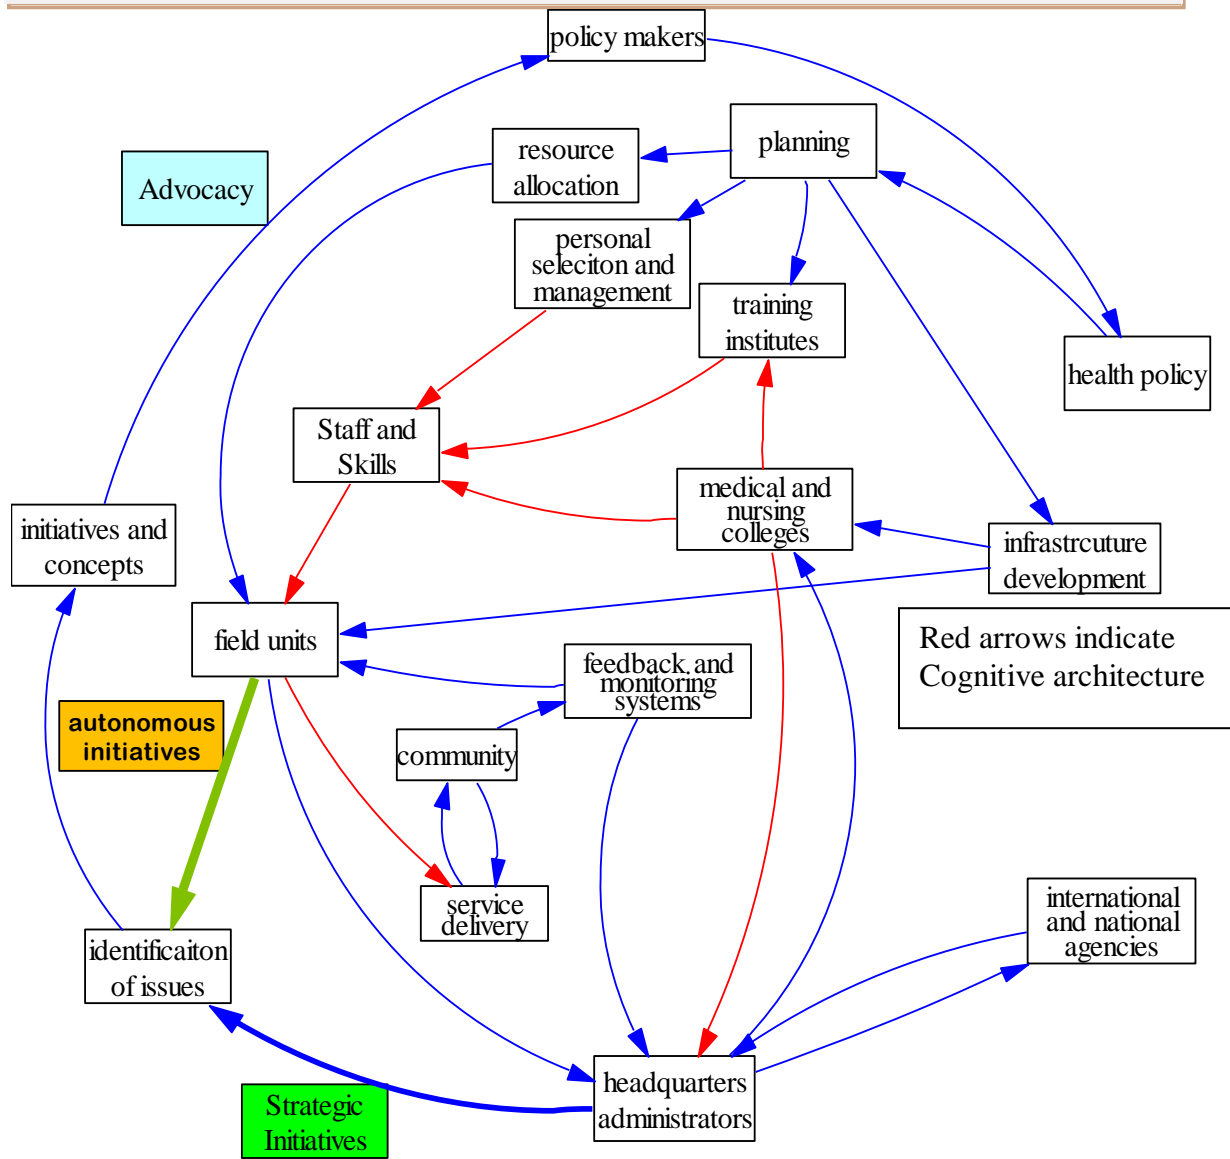 policy makers
planning
resource
allocation
Advocacy
personal
seleciton and
management
training
institutes
health policy
Staff and
Skills
medical and
nursing
colleges
initiatives and
concepts
infrastrcuture
development
field units
Red arrows indicate
Cognitive architecture
feedback and
monitoring
systems
autonomous
initiatives
community
service
delivery
international
and national
agencies
identificaiton
of issues
headquarters
administrators
Strategic
Initiatives